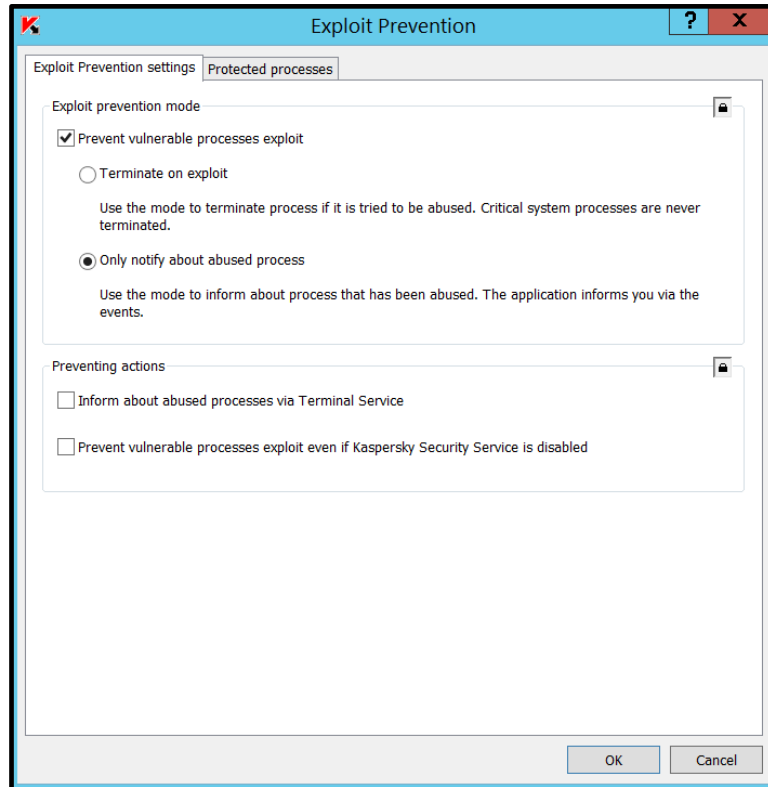 Exploit Prevention
?
X
Exploit Prevention settings
Protected processes
Exploit prevention mode
Prevent vulnerable processes exploit
Terminate on exploit
Use the mode to terminate process if it is tried to be abused. Critical system processes are never
terminated.
Only notify about abused process
Use the mode to inform about process that has been abused. The application informs you via the
events.
Preventing actions
Inform about abused processes via Terminal Service
Prevent vulnerable processes exploit even if Kaspersky Security Service is disabled
OK
Cancel